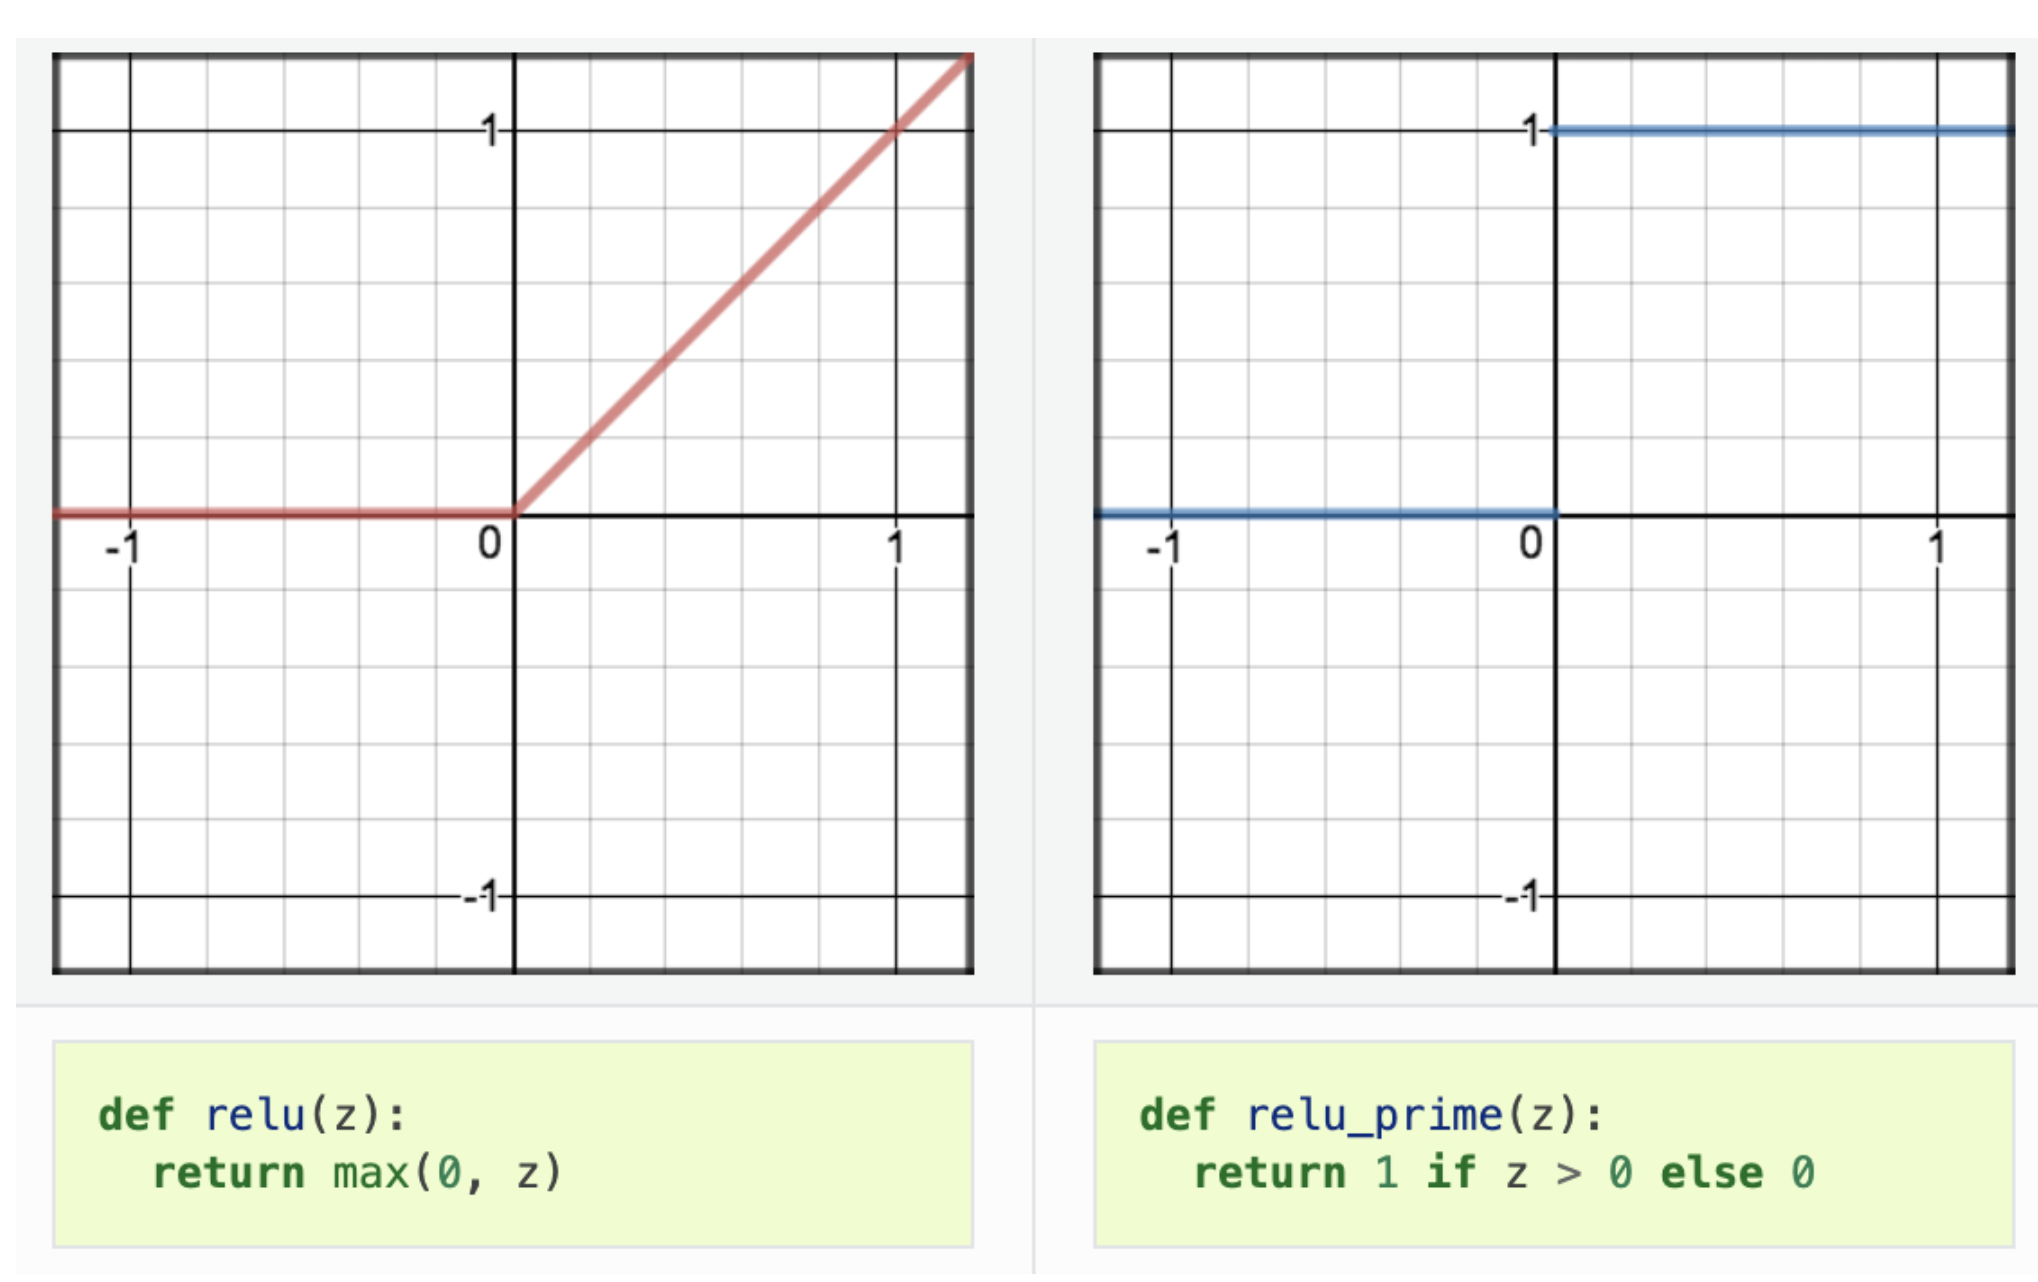 1
-1
0
1
-1
1
-1
0
1
-1
def relu(z):
return max(0, z)
def relu_prime(z):
return 1 if z > 0 else 0